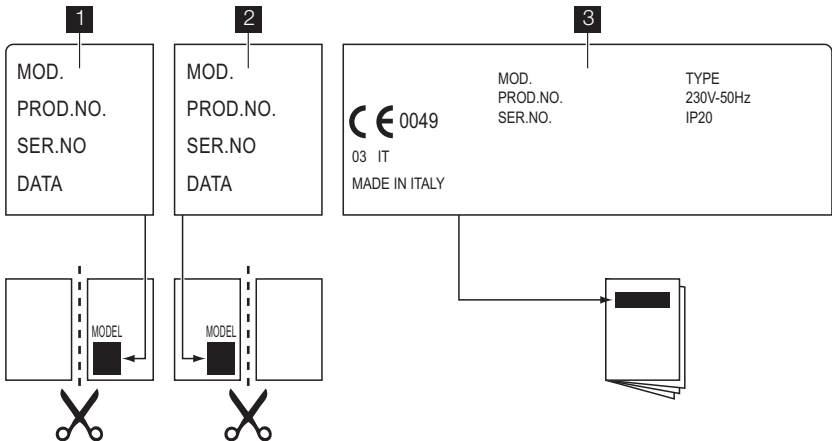 1
MOD.
PROD.NO.
SER.NO
DATA
2
MOD.
PROD.NO.
SER.NO
DATA
3
MOD.
PROD.NO.
SER.NO.
TYPE
230V-50Hz
IP20
CE 0049
03 IT
MADE IN ITALY
MODEL
MODEL